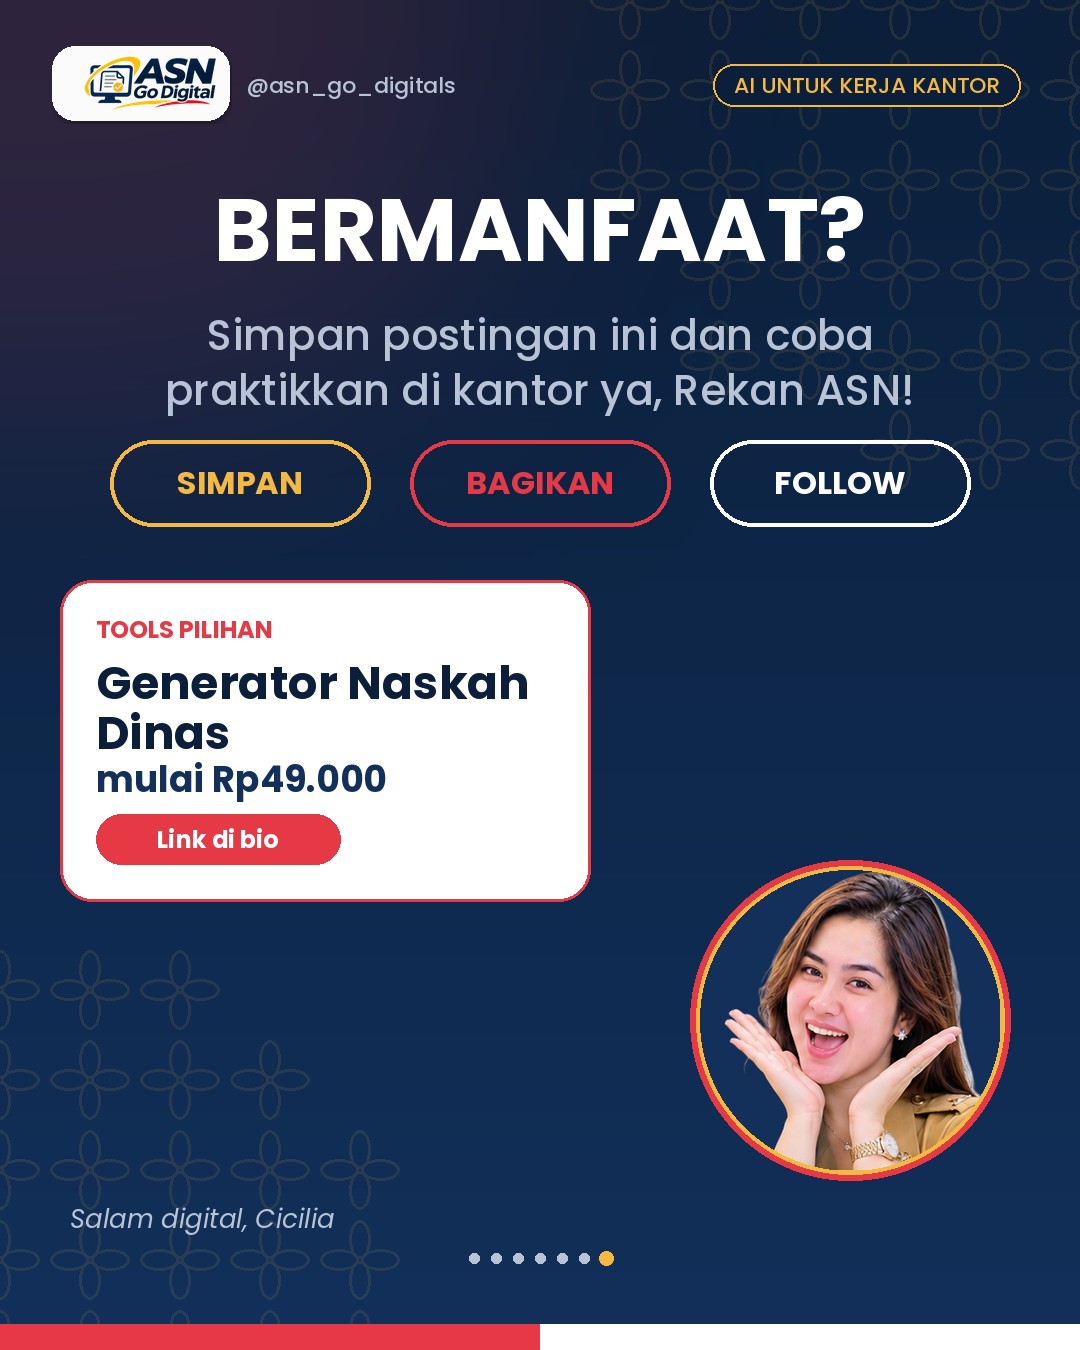 ASN
Go Digital
@asn_go_digitals
AI UNTUK KERJA KANTOR
BERMANFAAT?
Simpan postingan ini dan coba
praktikkan di kantor ya, Rekan ASN!
SIMPAN
BAGIKAN
FOLLOW
TOOLS PILIHAN
Generator Naskah
Dinas
mulai Rp49.000
Link di bio
Salam digital, Cicilia